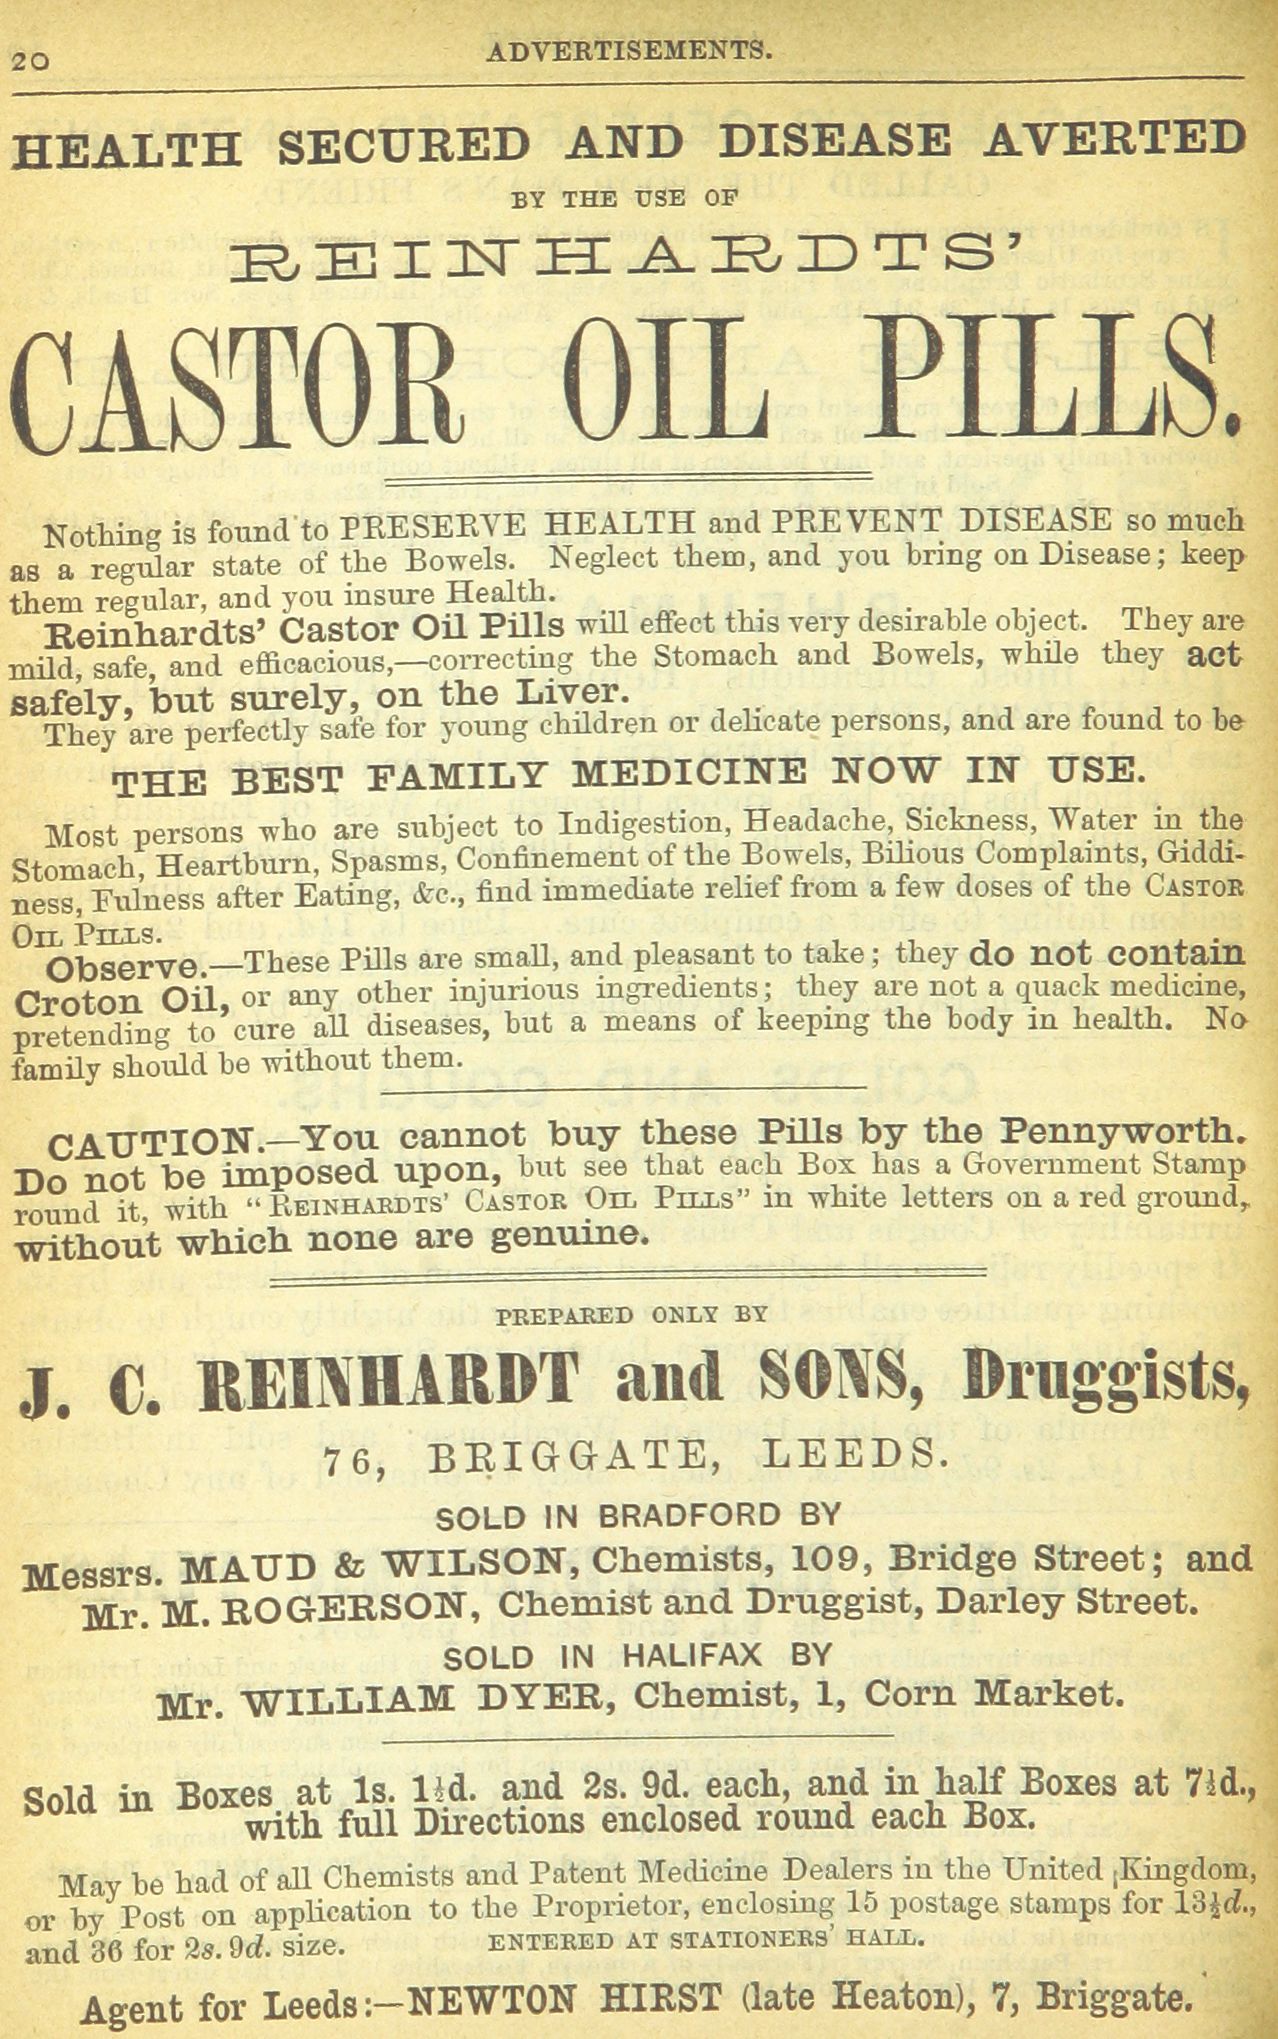 20
ADVERTISEMENTS.
HEALTH SECURED AND DISEASE AVERTED
BY THE USE OF
REINHARDTS'
CASTOR OIL PILLS.
Nothing is found to PRESERVE HEALTH and PREVENT DISEASE so much
as a regular state of the Bowels. Neglect them, and you bring on Disease; keep
them regular, and you insure Health.
Reinhardts' Castor Oil Pills will effect this very desirable object. They are
mild, safe, and efficacious,—correcting the Stomach and Bowels, while they act
safely, but surely, on the Liver.
They are perfectly safe for young children or delicate persons, and are found to be
THE BEST FAMILY MEDICINE NOW IN USE.
Most persons who are subject to Indigestion, Headache, Sickness, Water in the
Stomach, Heartburn, Spasms, Confinement of the Bowels, Bilious Complaints, Giddi-
ness, Fulness after Eating, &c., find immediate relief from a few doses of the CASTOR
OIL PILLS.
Observe.—These Pills are small, and pleasant to take; they do not contain
Croton Oil, or any other injurious ingredients; they are not a quack medicine,
pretending to cure all diseases, but a means of keeping the body in health. No
family should be without them.
CAUTION.—You cannot buy these Pills by the Pennyworth.
Do not be imposed upon, but see that each Box has a Government Stamp
round it, with "REINHARDTS' CASTOR OIL PILLS" in white letters on a red ground,
without which none are genuine.
PREPARED ONLY BY
J. C. REINHARDT and SONS, Druggists,
76, BRIGGATE, LEEDS.
SOLD IN BRADFORD BY
Messrs. MAUD & WILSON, Chemists, 109, Bridge Street; and
Mr. M. ROGERSON, Chemist and Druggist, Darley Street.
SOLD IN HALIFAX BY
Mr. WILLIAM DYER, Chemist, 1, Corn Market.
Sold in Boxes at 1s. 1½d. and 2s. 9d. each, and in half Boxes at 7½d.,
with full Directions enclosed round each Box.
May be had of all Chemists and Patent Medicine Dealers in the United Kingdom,
or by Post on application to the Proprietor, enclosing 15 postage stamps for 13½d.,
and 36 for 2s. 9d. size. ENTERED AT STATIONERS' HALL.
Agent for Leeds:—NEWTON HIRST (late Heaton), 7, Briggate.